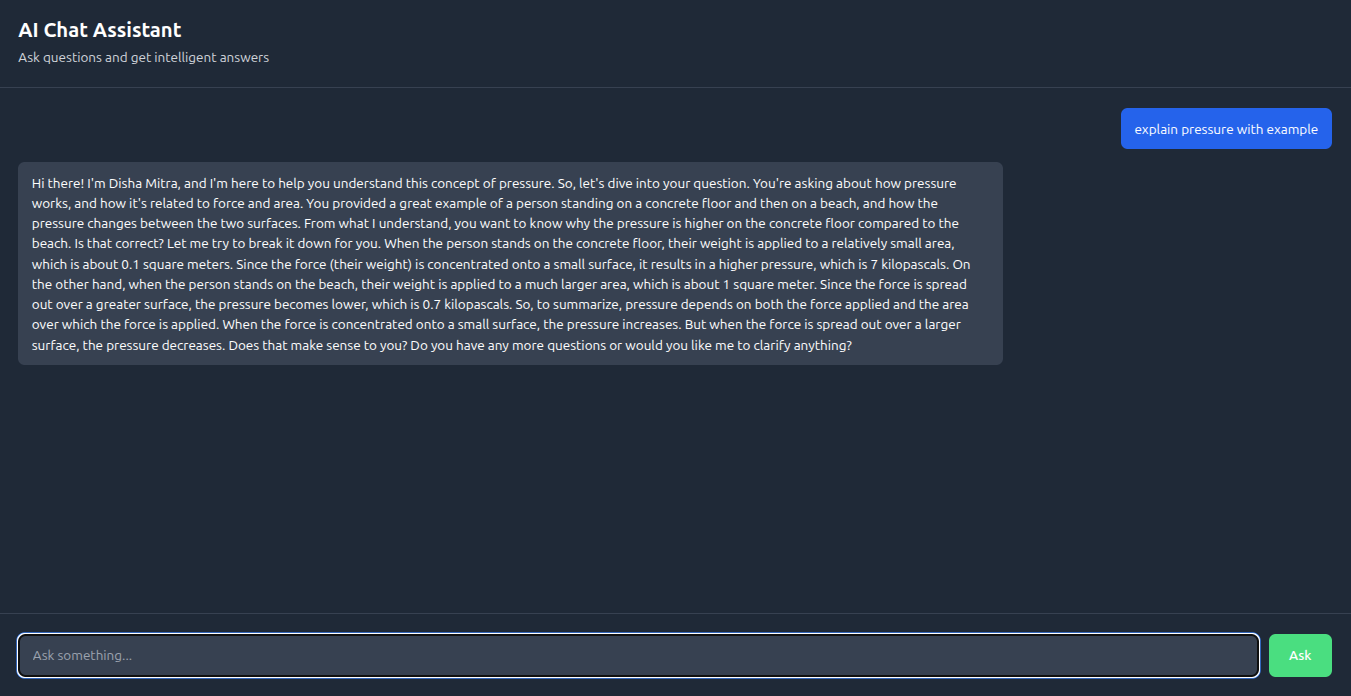 AI Chat Assistant
Ask questions and get intelligent answers
explain pressure with example
Hi there! I'm Disha Mitra, and I'm here to help you understand this concept of pressure. So, let's dive into your question. You're asking about how pressure
works, and how it's related to force and area. You provided a great example of a person standing on a concrete floor and then on a beach, and how the
pressure changes between the two surfaces. From what I understand, you want to know why the pressure is higher on the concrete floor compared to the
beach. Is that correct? Let me try to break it down for you. When the person stands on the concrete floor, their weight is applied to a relatively small area,
which is about 0.1 square meters. Since the force (their weight) is concentrated onto a small surface, it results in a higher pressure, which is 7 kilopascals. On
the other hand, when the person stands on the beach, their weight is applied to a much larger area, which is about 1 square meter. Since the force is spread
out over a greater surface, the pressure becomes lower, which is 0.7 kilopascals. So, to summarize, pressure depends on both the force applied and the area
over which the force is applied. When the force is concentrated onto a small surface, the pressure increases. But when the force is spread out over a larger
surface, the pressure decreases. Does that make sense to you? Do you have any more questions or would you like me to clarify anything?
Ask something...
Ask